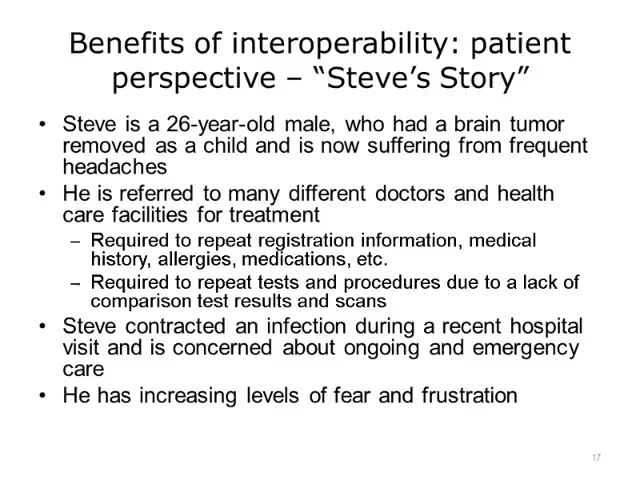 Benefits of interoperability: patient
perspective – “Steve’s Story”
• Steve is a 26-year-old male, who had a brain tumor
removed as a child and is now suffering from frequent
headaches
• He is referred to many different doctors and health
care facilities for treatment
– Required to repeat registration information, medical
history, allergies, medications, etc.
– Required to repeat tests and procedures due to a lack of
comparison test results and scans
• Steve contracted an infection during a recent hospital
visit and is concerned about ongoing and emergency
care
• He has increasing levels of fear and frustration
17